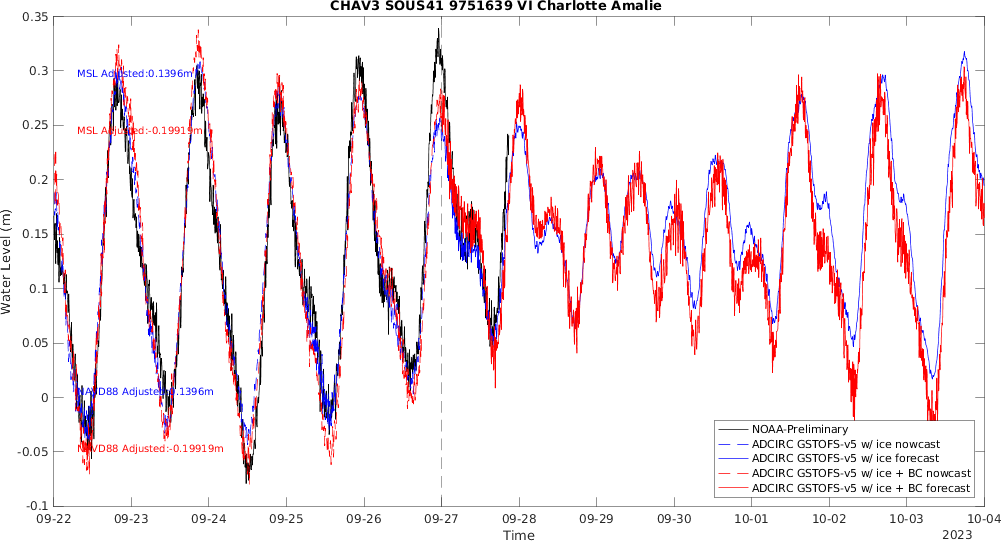 CHAV3 SOUS41 9751639 VI Charlotte Amalie
0.35
0.3
0.25
0.2
0.15
0.1
0.05
0
-0.05
-0.1
Water Level (m)
MSL Adjusted:0.1396m
MSL Adjusted:-0.19919m
NAVD88 Adjusted:0.1396m
NAVD88 Adjusted:-0.19919m
NOAA-Preliminary
ADCIRC GSTOFS-v5 w/ ice nowcast
ADCIRC GSTOFS-v5 w/ ice forecast
ADCIRC GSTOFS-v5 w/ ice + BC nowcast
ADCIRC GSTOFS-v5 w/ ice + BC forecast
09-22 09-23 09-24 09-25 09-26 09-27 09-28 09-29 09-30 10-01 10-02 10-03 10-04
Time
2023